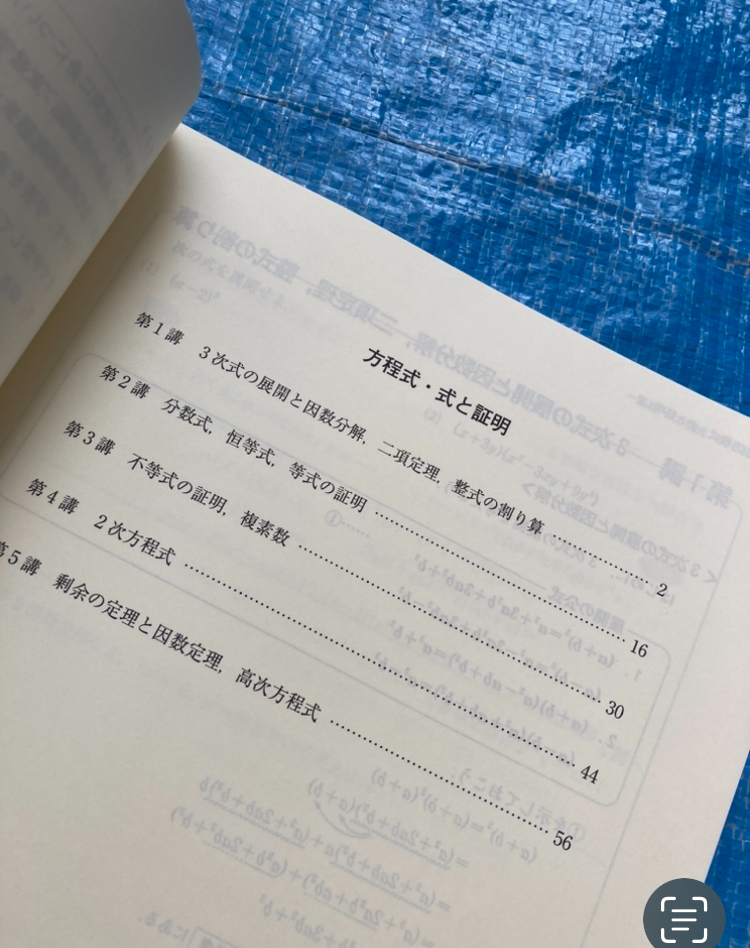 方程式・式と証明
第1講 3次式の展開と因数分解，二項定理，整式の割り算 ……………… 2
第2講 分数式，恒等式，等式の証明 ……………… 16
第3講 不等式の証明，複素数 ……………… 30
第4講 2次方程式 ……………… 44
第5講 剰余の定理と因数定理，高次方程式 ……………… 56